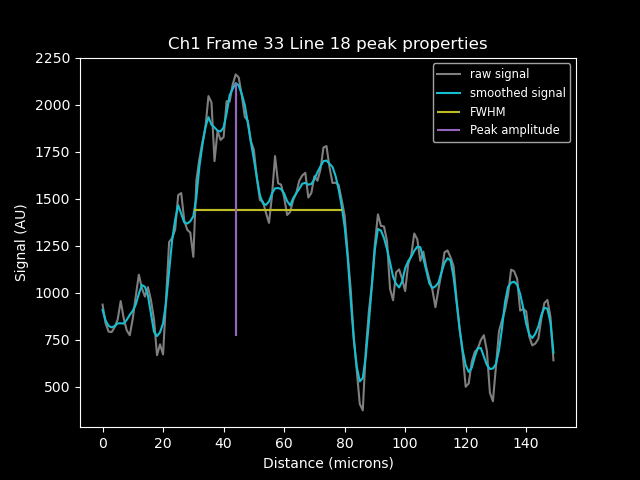 Ch1 Frame 33 Line 18 peak properties
raw signal
smoothed signal
FWHM
Peak amplitude
Signal (AU)
2250
2000
1750
1500
1250
1000
750
500
0 20 40 60 80 100 120 140
Distance (microns)